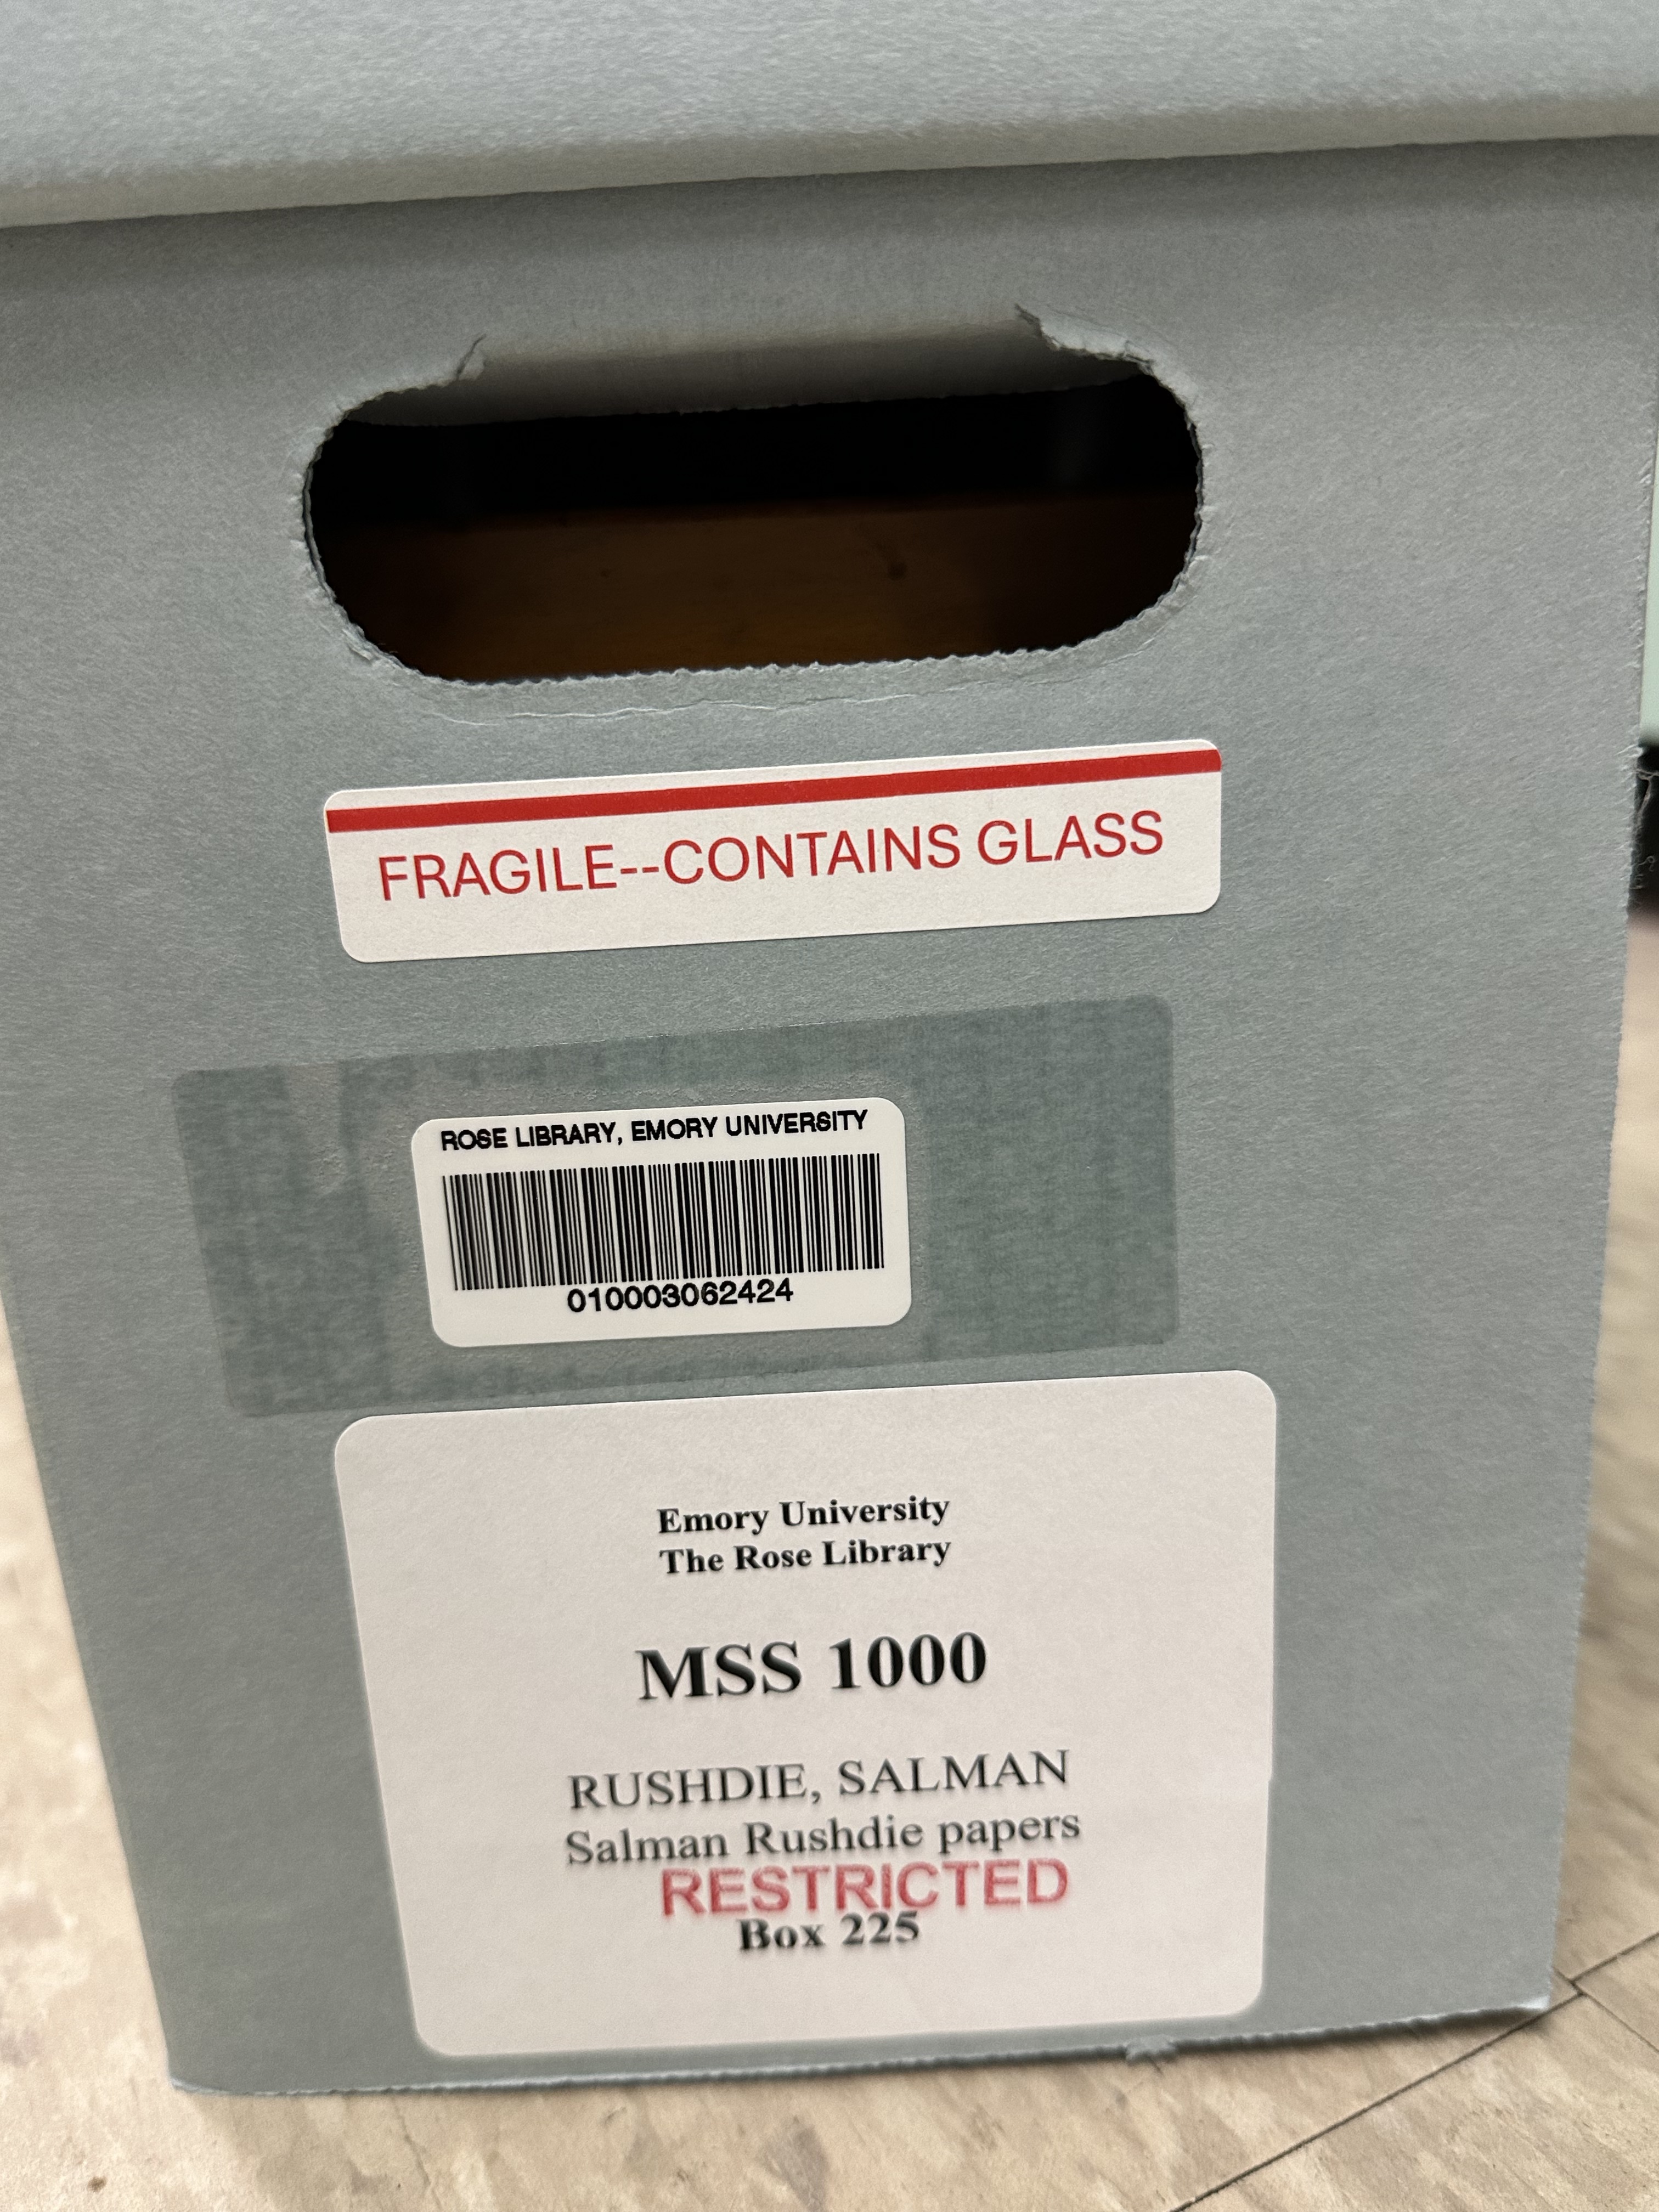 FRAGILE--CONTAINS GLASS
ROSE LIBRARY, EMORY UNIVERSITY
010003062424
Emory University
The Rose Library
MSS 1000
RUSHDIE, SALMAN
Salman Rushdie papers
RESTRICTED
Box 225